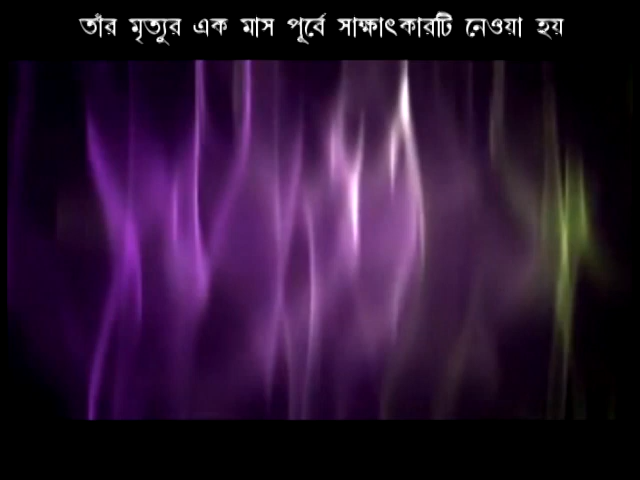 তাঁর মৃত্যুর এক মাস পূর্বে সাক্ষাৎকারটি নেওয়া হয়